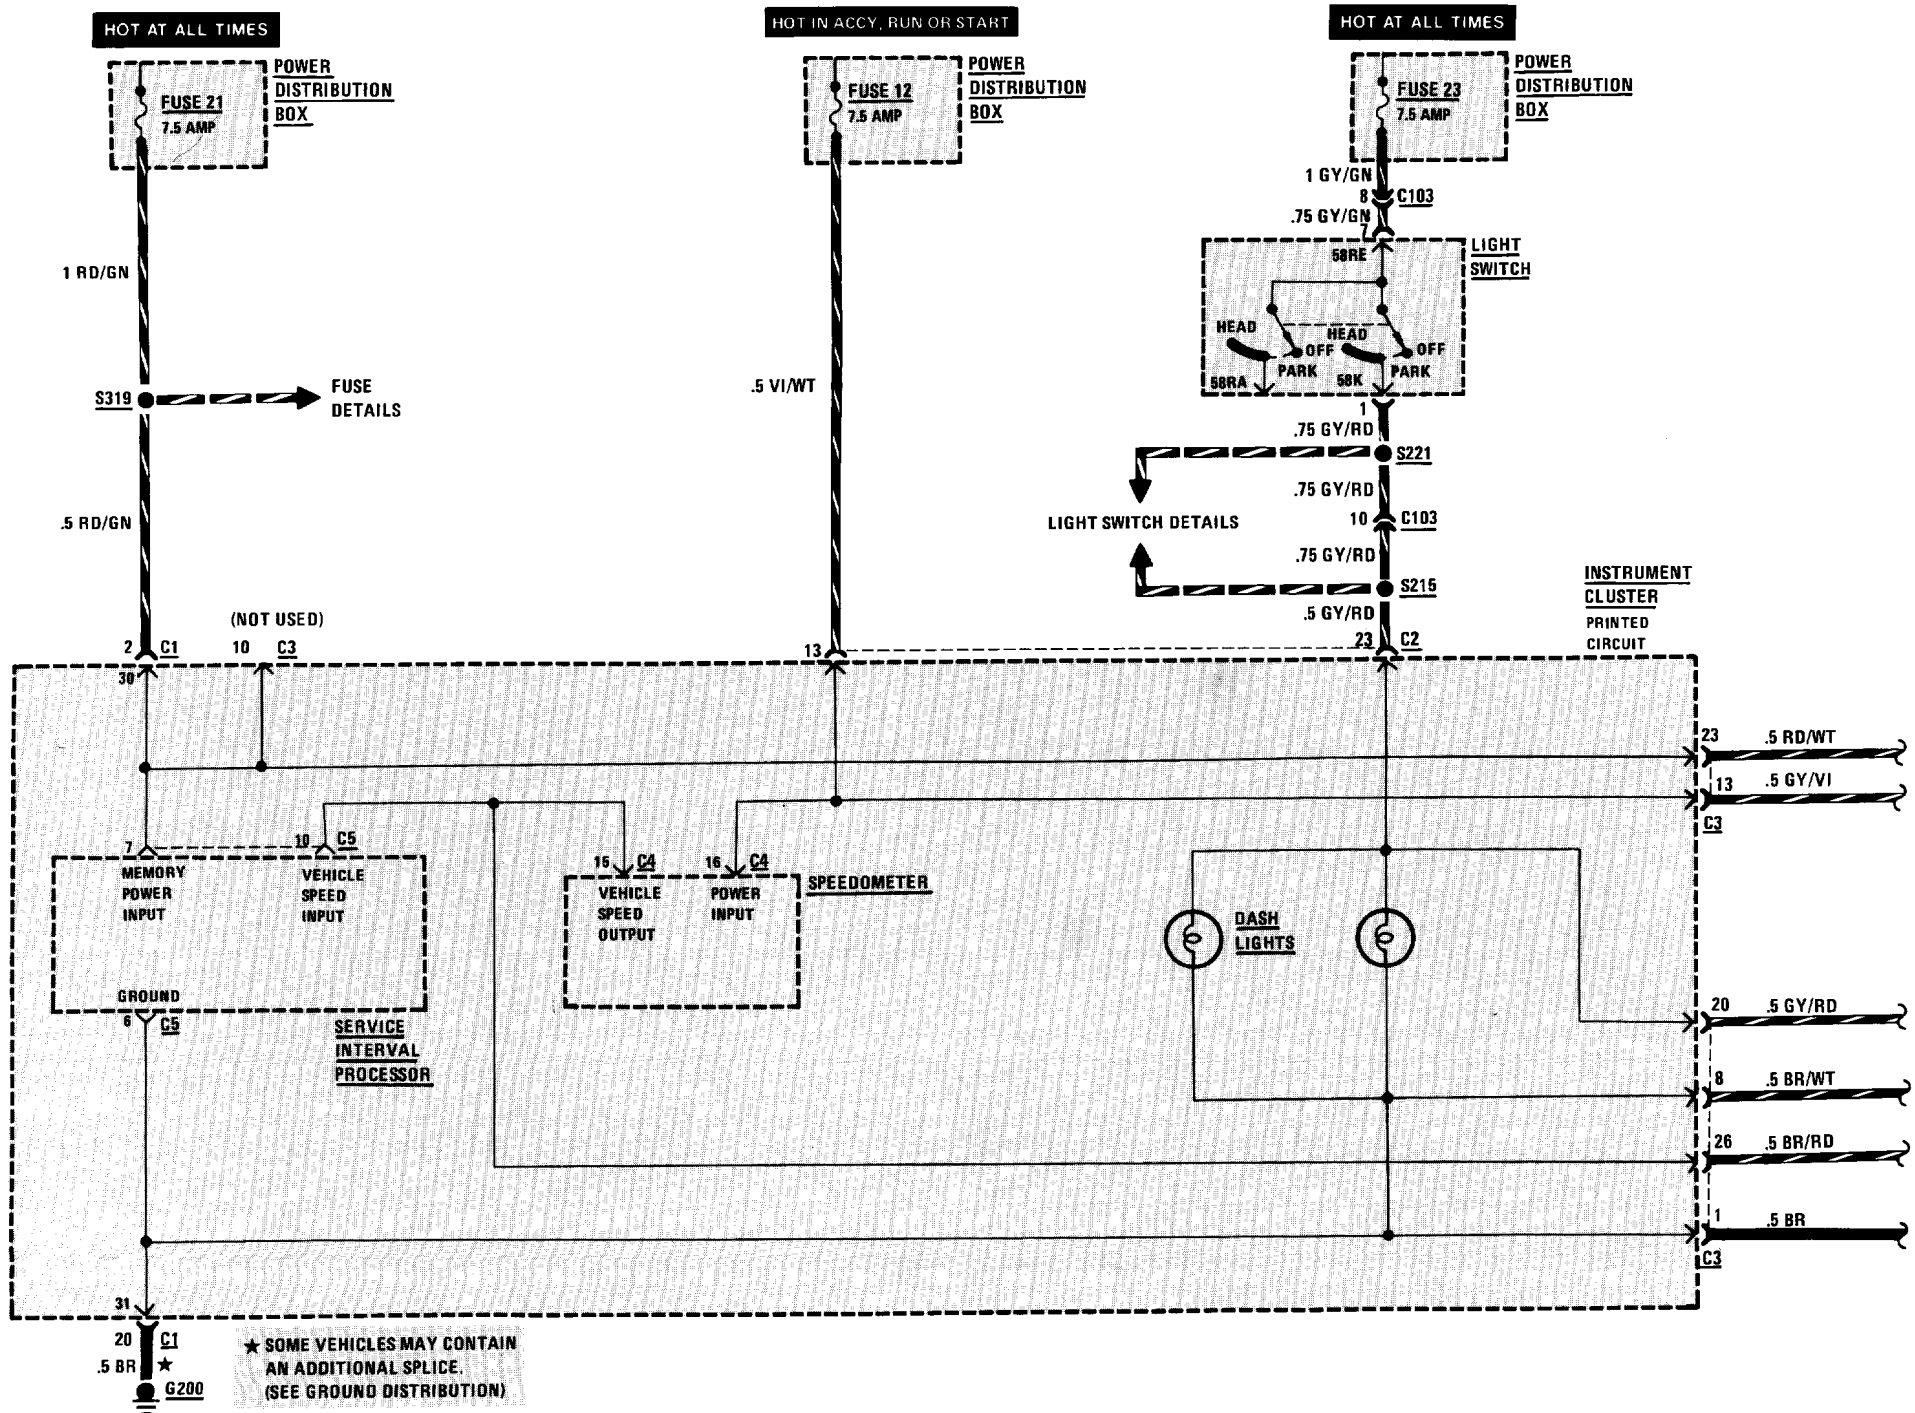 HOT AT ALL TIMES
HOT IN ACCY, RUN OR START
HOT AT ALL TIMES
FUSE 21
7.5 AMP
POWER
DISTRIBUTION
BOX
FUSE 12
7.5 AMP
POWER
DISTRIBUTION
BOX
FUSE 23
7.5 AMP
POWER
DISTRIBUTION
BOX
1 GY/GN
8 C103
.75 GY/GN
7
58RE
LIGHT
SWITCH
HEAD
OFF
PARK
58RA
HEAD
OFF
PARK
58K
1
.75 GY/RD
S221
.75 GY/RD
10 C103
.75 GY/RD
S215
.5 GY/RD
23 C2
LIGHT SWITCH DETAILS
1 RD/GN
S319
FUSE
DETAILS
.5 RD/GN
.5 VI/WT
(NOT USED)
2 C1
10 C3
13
30
INSTRUMENT
CLUSTER
PRINTED
CIRCUIT
23 .5 RD/WT
13 .5 GY/VI
C3
7
10 C5
MEMORY
POWER
INPUT
VEHICLE
SPEED
INPUT
GROUND
6 C5
SERVICE
INTERVAL
PROCESSOR
15 C4
16 C4
VEHICLE
SPEED
OUTPUT
POWER
INPUT
SPEEDOMETER
DASH
LIGHTS
20 .5 GY/RD
8 .5 BR/WT
26 .5 BR/RD
1 .5 BR
C3
31
20 C1
.5 BR ★
G200
★ SOME VEHICLES MAY CONTAIN
AN ADDITIONAL SPLICE.
(SEE GROUND DISTRIBUTION)